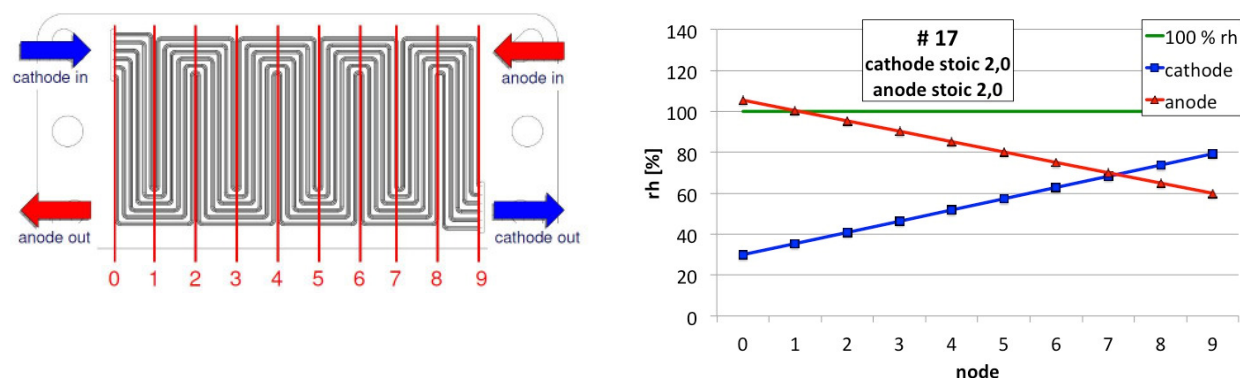 cathode in
anode in
anode out
cathode out
0 1 2 3 4 5 6 7 8 9
# 17
cathode stoic 2,0
anode stoic 2,0
100 % rh
cathode
anode
rh [%]
140
120
100
80
60
40
20
0
0 1 2 3 4 5 6 7 8 9
node